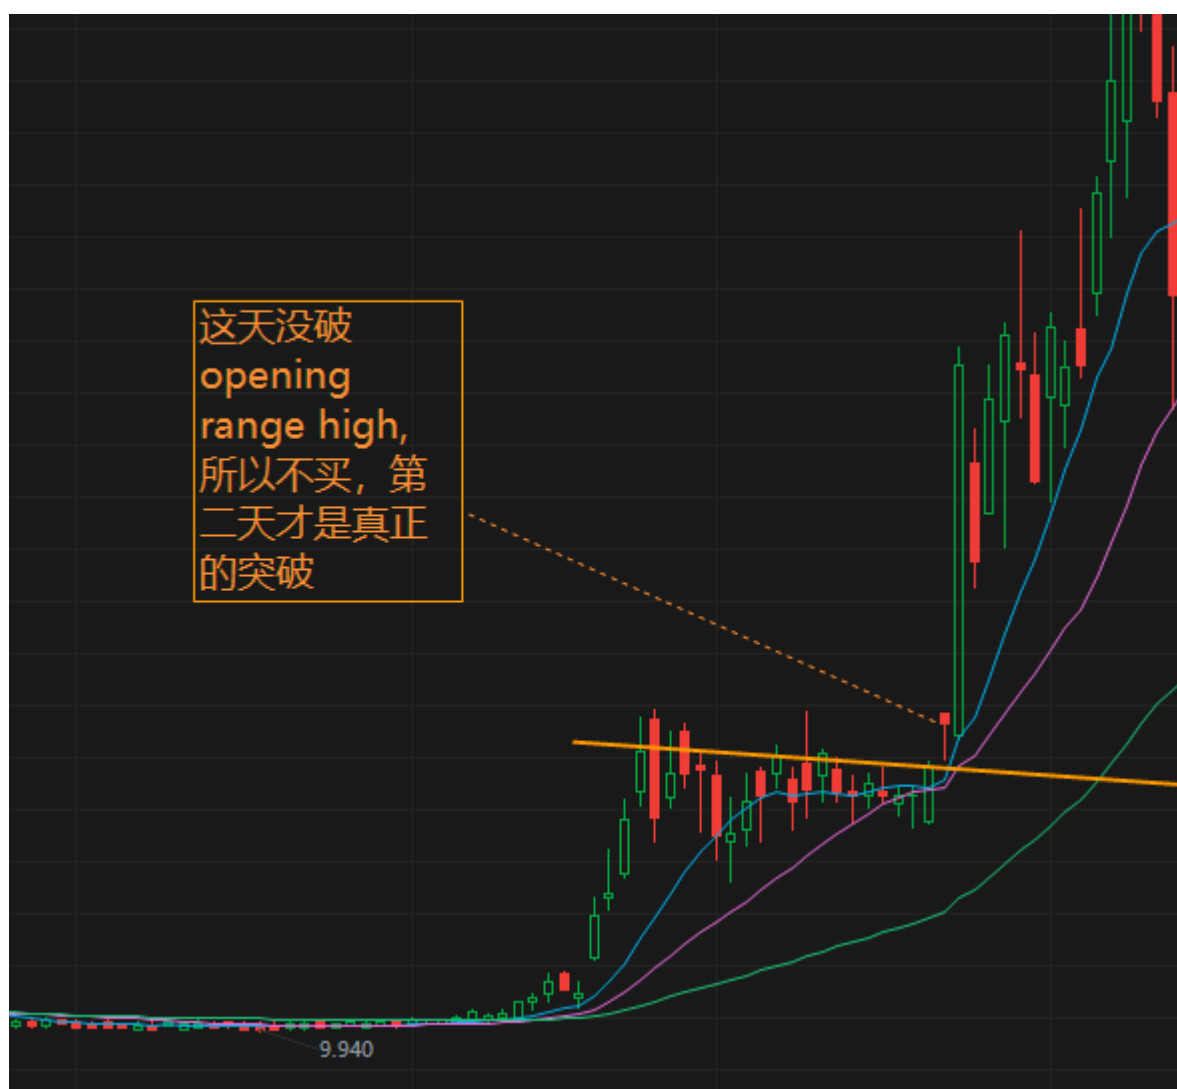 这天没破
opening
range high,
所以不买，第
二天才是真正
的突破
9.940